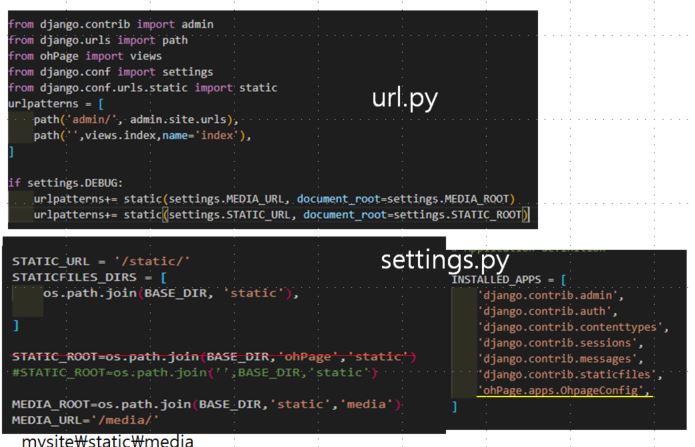 from django.contrib import admin
from django.urls import path
from ohPage import views
from django.conf import settings
from django.conf.urls.static import static
urlpatterns = [
    path('admin/', admin.site.urls),
    path('',views.index,name='index'),
]
url.py
if settings.DEBUG:
    urlpatterns+= static(settings.MEDIA_URL, document_root=settings.MEDIA_ROOT)
    urlpatterns+= static(settings.STATIC_URL, document_root=settings.STATIC_ROOT)
settings.py
STATIC_URL = '/static/'
STATICFILES_DIRS = [
    os.path.join(BASE_DIR, 'static'),
]
STATIC_ROOT=os.path.join(BASE_DIR,'ohPage','static')
#STATIC_ROOT=os.path.join('',BASE_DIR,'static')
MEDIA_ROOT=os.path.join(BASE_DIR,'static','media')
MEDIA_URL='/media/'
mysite₩static₩media
INSTALLED_APPS = [
    'django.contrib.admin',
    'django.contrib.auth',
    'django.contrib.contenttypes',
    'django.contrib.sessions',
    'django.contrib.messages',
    'django.contrib.staticfiles',
    'ohPage.apps.OhpageConfig',
]